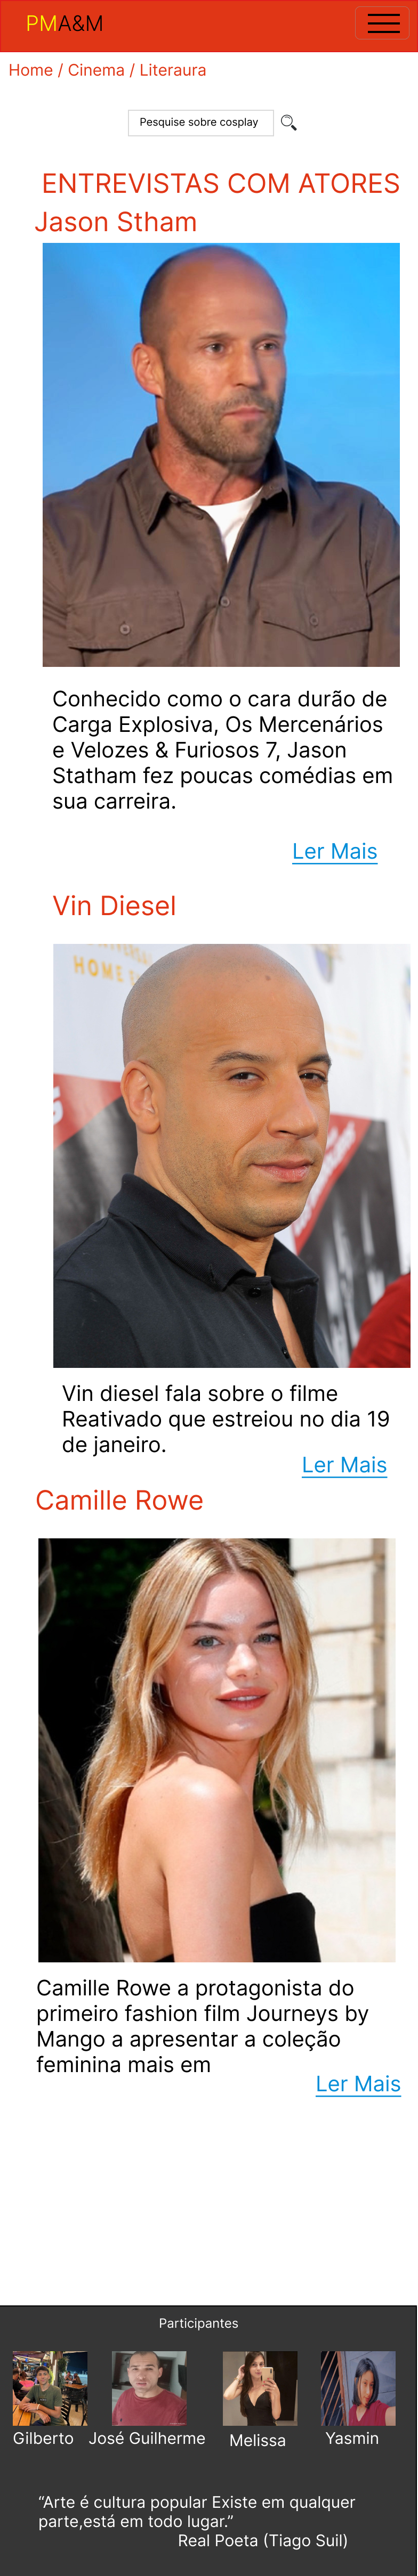 PMA&M
Home / Cinema / Literaura
Pesquise sobre cosplay
ENTREVISTAS COM ATORES
Jason Stham
Conhecido como o cara durão de
Carga Explosiva, Os Mercenários
e Velozes & Furiosos 7, Jason
Statham fez poucas comédias em
sua carreira.
Ler Mais
Vin Diesel
HOME
Vin diesel fala sobre o filme
Reativado que estreiou no dia 19
de janeiro.
Ler Mais
Camille Rowe
Camille Rowe a protagonista do
primeiro fashion film Journeys by
Mango a apresentar a coleção
feminina mais em
Ler Mais
Participantes
Gilberto José Guilherme Melissa Yasmin
“Arte é cultura popular Existe em qualquer
parte,está em todo lugar.”
Real Poeta (Tiago Suil)